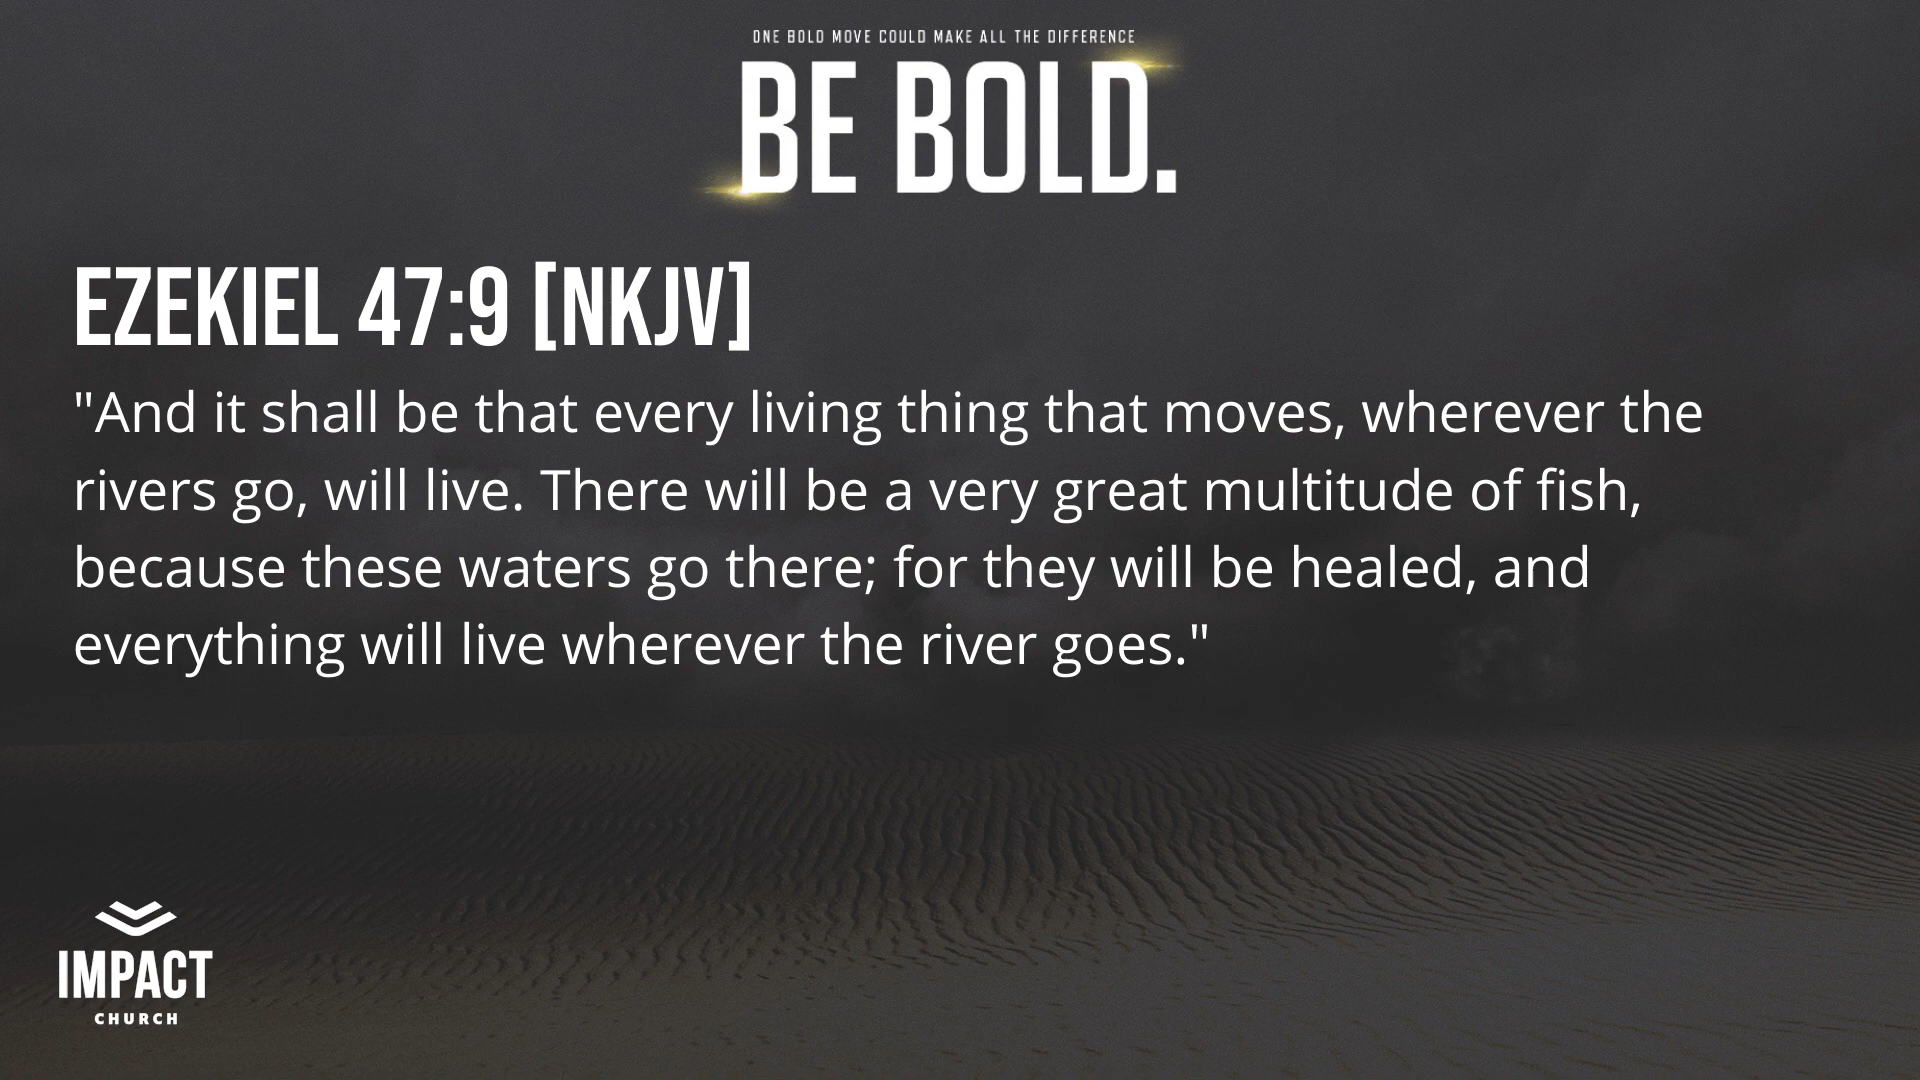 ONE BOLD MOVE COULD MAKE ALL THE DIFFERENCE
BE BOLD.
EZEKIEL 47:9 [NKJV]
"And it shall be that every living thing that moves, wherever the
rivers go, will live. There will be a very great multitude of fish,
because these waters go there; for they will be healed, and
everything will live wherever the river goes."
IMPACT
CHURCH